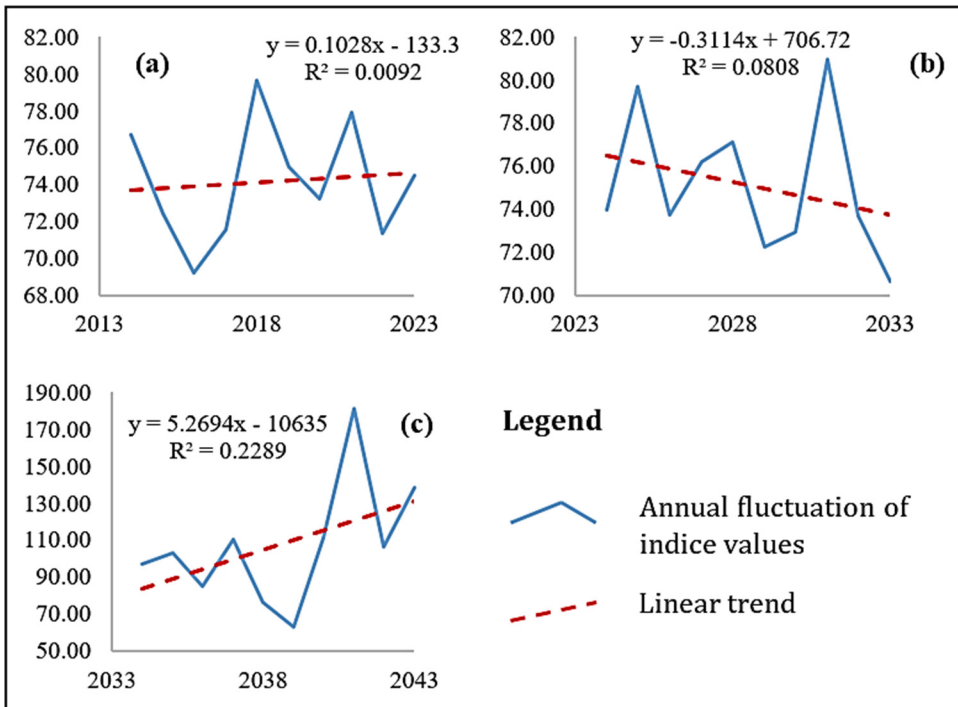 (a)
y = 0.1028x - 133.3
R² = 0.0092
82.00
80.00
78.00
76.00
74.00
72.00
70.00
68.00
2013 2018 2023
(b)
y = -0.3114x + 706.72
R² = 0.0808
82.00
80.00
78.00
76.00
74.00
72.00
70.00
2023 2028 2033
(c)
y = 5.2694x - 10635
R² = 0.2289
190.00
170.00
150.00
130.00
110.00
90.00
70.00
50.00
2033 2038 2043
Legend
Annual fluctuation of
indice values
Linear trend